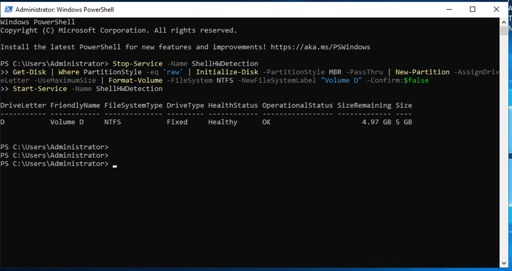 Administrator: Windows PowerShell
Windows PowerShell
Copyright (C) Microsoft Corporation. All rights reserved.
Install the latest PowerShell for new features and improvements! https://aka.ms/PSWindows
PS C:\Users\Administrator> Stop-Service -Name ShellHWDetection
>> Get-Disk | Where PartitionStyle -eq 'raw' | Initialize-Disk -PartitionStyle MBR -PassThru | New-Partition -AssignDriv
eLetter -UseMaximumSize | Format-Volume -FileSystem NTFS -NewFileSystemLabel "Volume D" -Confirm:$false
>> Start-Service -Name ShellHWDetection
DriveLetter FriendlyName FileSystemType DriveType HealthStatus OperationalStatus SizeRemaining Size
----------- ------------ -------------- --------- ------------ ----------------- ------------- ----
D Volume D NTFS Fixed Healthy OK 4.97 GB 5 GB
PS C:\Users\Administrator>
PS C:\Users\Administrator>
PS C:\Users\Administrator>